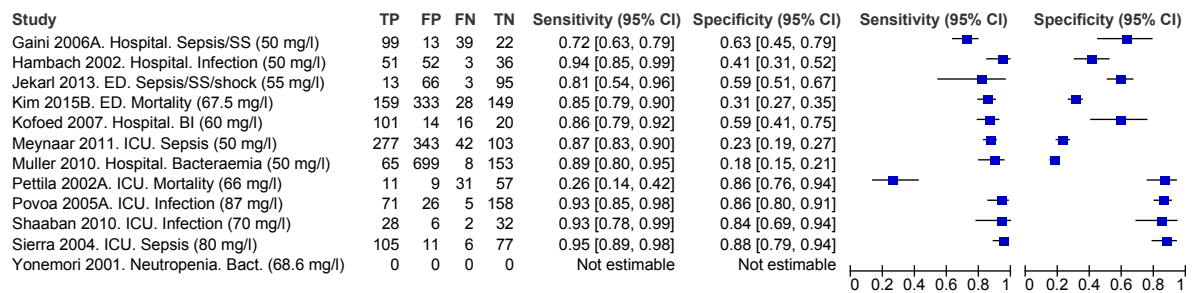 Study TP FP FN TN Sensitivity (95% CI) Specificity (95% CI) Sensitivity (95% CI) Specificity (95% CI)
Gaini 2006A. Hospital. Sepsis/SS (50 mg/l) 99 13 39 22 0.72 [0.63, 0.79] 0.63 [0.45, 0.79]
Hambach 2002. Hospital. Infection (50 mg/l) 51 52 3 36 0.94 [0.85, 0.99] 0.41 [0.31, 0.52]
Jekarl 2013. ED. Sepsis/SS/shock (55 mg/l) 13 66 3 95 0.81 [0.54, 0.96] 0.59 [0.51, 0.67]
Kim 2015B. ED. Mortality (67.5 mg/l) 159 333 28 149 0.85 [0.79, 0.90] 0.31 [0.27, 0.35]
Kofoed 2007. Hospital. BI (60 mg/l) 101 14 16 20 0.86 [0.79, 0.92] 0.59 [0.41, 0.75]
Meynaar 2011. ICU. Sepsis (50 mg/l) 277 343 42 103 0.87 [0.83, 0.90] 0.23 [0.19, 0.27]
Muller 2010. Hospital. Bacteraemia (50 mg/l) 65 699 8 153 0.89 [0.80, 0.95] 0.18 [0.15, 0.21]
Pettila 2002A. ICU. Mortality (66 mg/l) 11 9 31 57 0.26 [0.14, 0.42] 0.86 [0.76, 0.94]
Povoa 2005A. ICU. Infection (87 mg/l) 71 26 5 158 0.93 [0.85, 0.98] 0.86 [0.80, 0.91]
Shaaban 2010. ICU. Infection (70 mg/l) 28 6 2 32 0.93 [0.78, 0.99] 0.84 [0.69, 0.94]
Sierra 2004. ICU. Sepsis (80 mg/l) 105 11 6 77 0.95 [0.89, 0.98] 0.88 [0.79, 0.94]
Yonemori 2001. Neutropenia. Bact. (68.6 mg/l) 0 0 0 0 Not estimable Not estimable
0 0.2 0.4 0.6 0.8 1 0 0.2 0.4 0.6 0.8 1